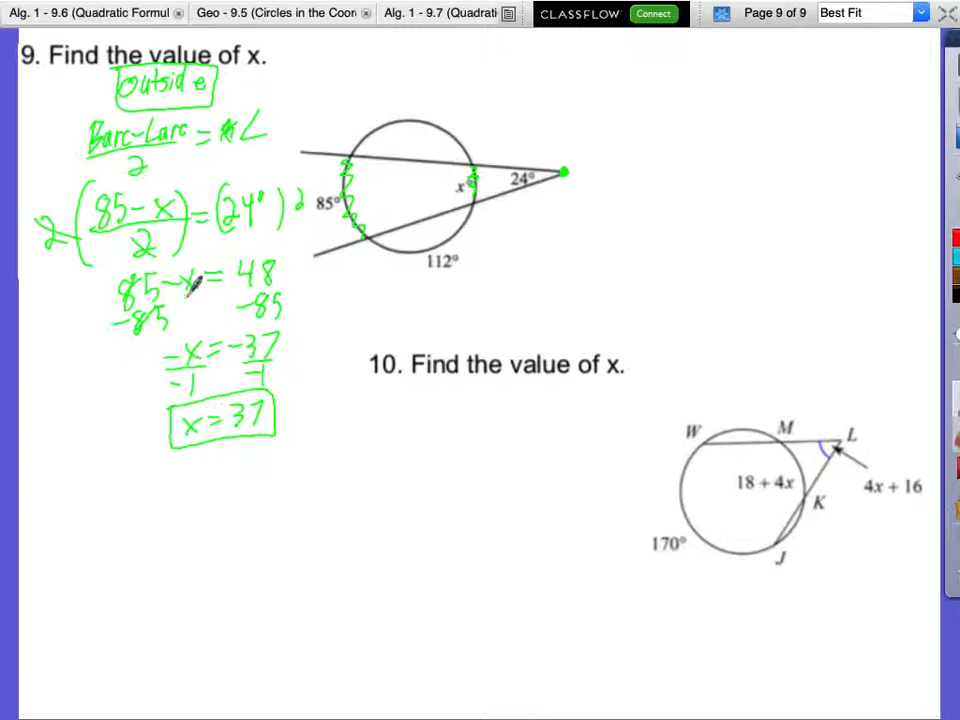 Alg. 1 - 9.6 (Quadratic Formul
Geo - 9.5 (Circles in the Coor
Alg. 1 - 9.7 (Quadrati
CLASSFLOW
Connect
Page 9 of 9
Best Fit
9. Find the value of x.
Outside
Barc-Larc = ∠
2
2 ( 85 - x ) = (24°) 2
2
85 - x = 48
-85 -85
-x = -37
-1 -1
x = 37
85°
x°
24°
112°
10. Find the value of x.
W
M
L
18 + 4x
4x + 16
K
170°
J